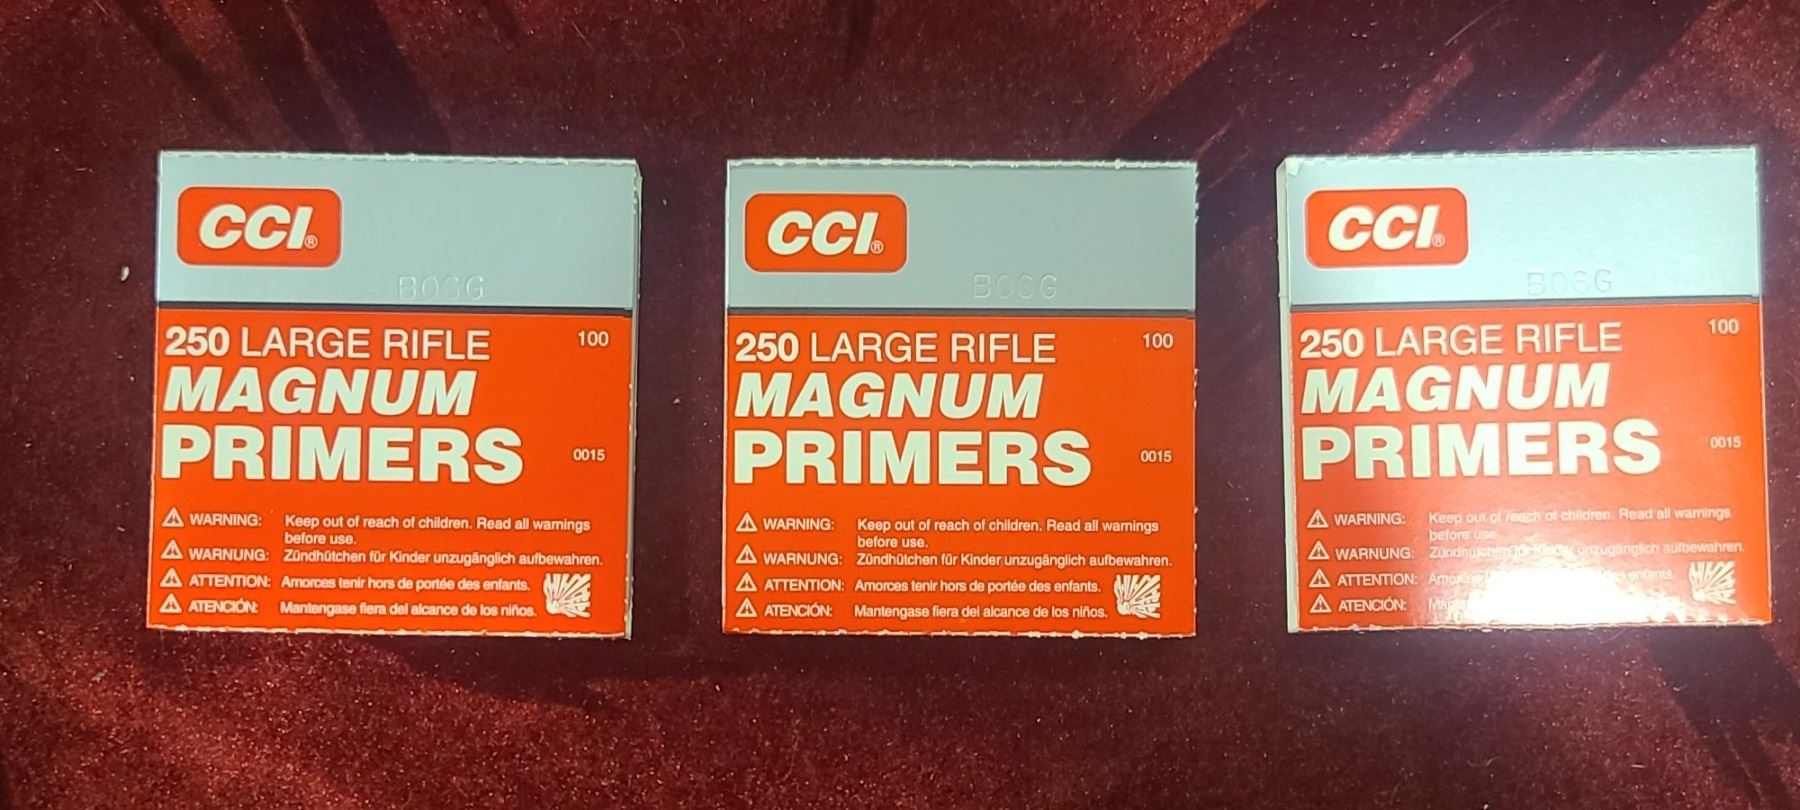 CCI®
B06G
250 LARGE RIFLE 100
MAGNUM
PRIMERS 0015
WARNING: Keep out of reach of children. Read all warnings
before use.
WARNUNG: Zündhütchen für Kinder unzugänglich aufbewahren.
ATTENTION: Amorces tenir hors de portée des enfants.
ATENCIÓN: Mantengase fiera del alcance de los niños.
CCI®
B06G
250 LARGE RIFLE 100
MAGNUM
PRIMERS 0015
WARNING: Keep out of reach of children. Read all warnings
before use.
WARNUNG: Zündhütchen für Kinder unzugänglich aufbewahren.
ATTENTION: Amorces tenir hors de portée des enfants.
ATENCIÓN: Mantengase fiera del alcance de los niños.
CCI®
B06G
250 LARGE RIFLE 100
MAGNUM
PRIMERS 0015
WARNING: Keep out of reach of children. Read all warnings
before use
WARNUNG: Zündhütchen für Kinder unzugänglich aufbewahren.
ATTENTION: enfants.
ATENCIÓN: